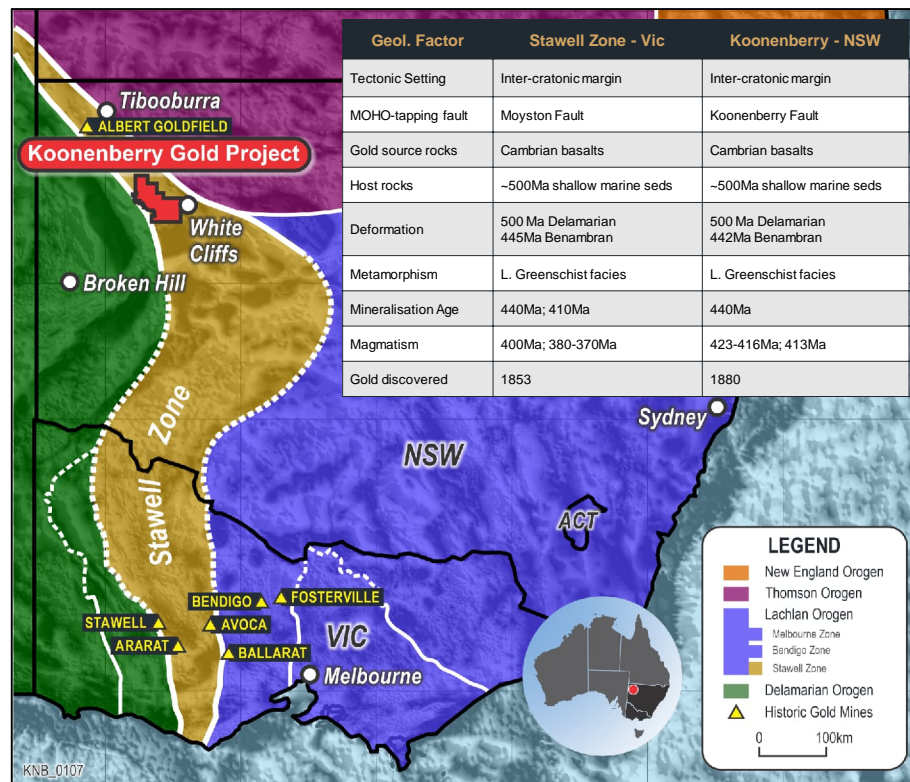 Geol. Factor Stawell Zone - Vic Koonenberry - NSW
Tectonic Setting Inter-cratonic margin Inter-cratonic margin
MOHO-tapping fault Moyston Fault Koonenberry Fault
Gold source rocks Cambrian basalts Cambrian basalts
Host rocks ~500Ma shallow marine seds ~500Ma shallow marine seds
Deformation 500 Ma Delamarian 500 Ma Delamarian
445Ma Benambran 442Ma Benambran
Metamorphism L. Greenschist facies L. Greenschist facies
Mineralisation Age 440Ma; 410Ma 440Ma
Magmatism 400Ma; 380-370Ma 423-416Ma; 413Ma
Gold discovered 1853 1880
Tibooburra
ALBERT GOLDFIELD
Koonenberry Gold Project
White
Cliffs
Broken Hill
Stawell Zone
Sydney
NSW
ACT
BENDIGO
FOSTERVILLE
STAWELL
AVOCA
VIC
ARARAT
BALLARAT
Melbourne
LEGEND
New England Orogen
Thomson Orogen
Lachlan Orogen
Melbourne Zone
Bendigo Zone
Stawell Zone
Delamarian Orogen
Historic Gold Mines
0 100km
KNB_0107